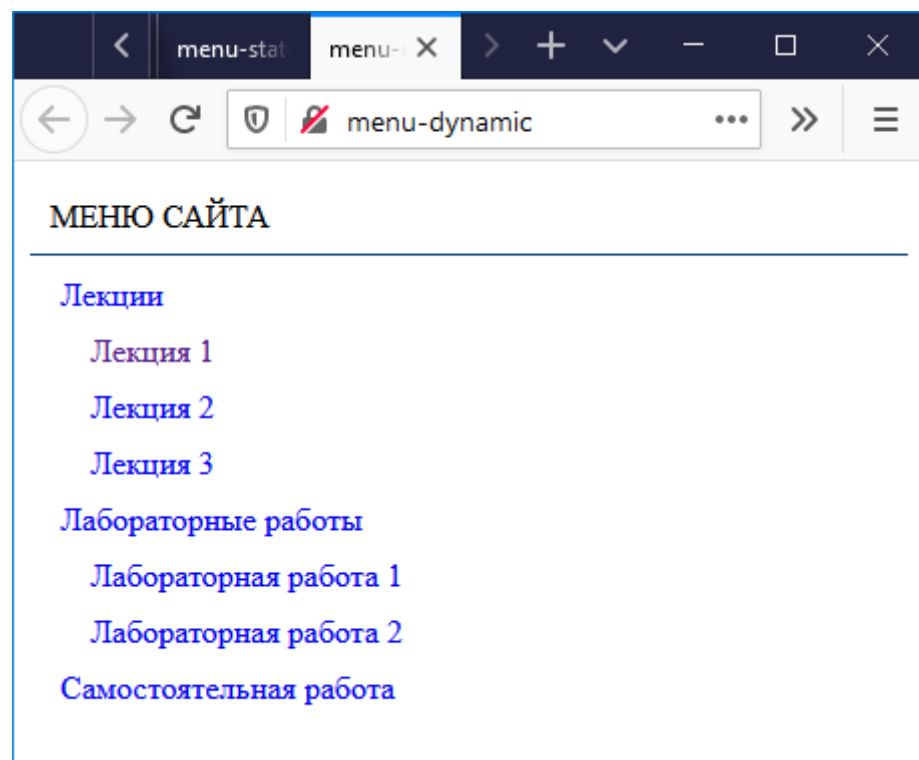 menu-stat menu-
menu-dynamic
МЕНЮ САЙТА
Лекции
Лекция 1
Лекция 2
Лекция 3
Лабораторные работы
Лабораторная работа 1
Лабораторная работа 2
Самостоятельная работа